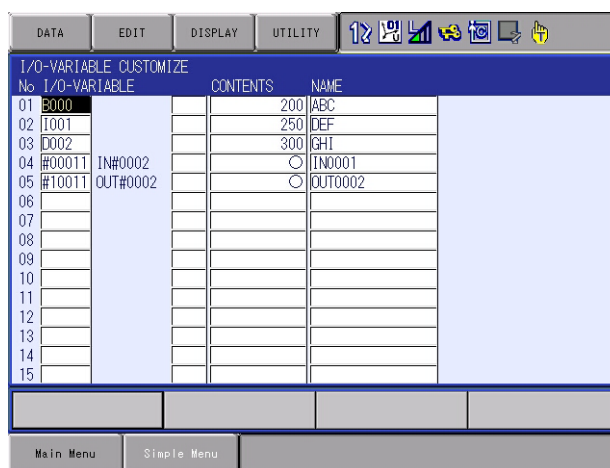 DATA EDIT DISPLAY UTILITY
I/O-VARIABLE CUSTOMIZE
No I/O-VARIABLE CONTENTS NAME
01 B000 200 ABC
02 I001 250 DEF
03 D002 300 GHI
04 #00011 IN#0002 IN0001
05 #10011 OUT#0002 OUT0002
06
07
08
09
10
11
12
13
14
15
Main Menu Simple Menu